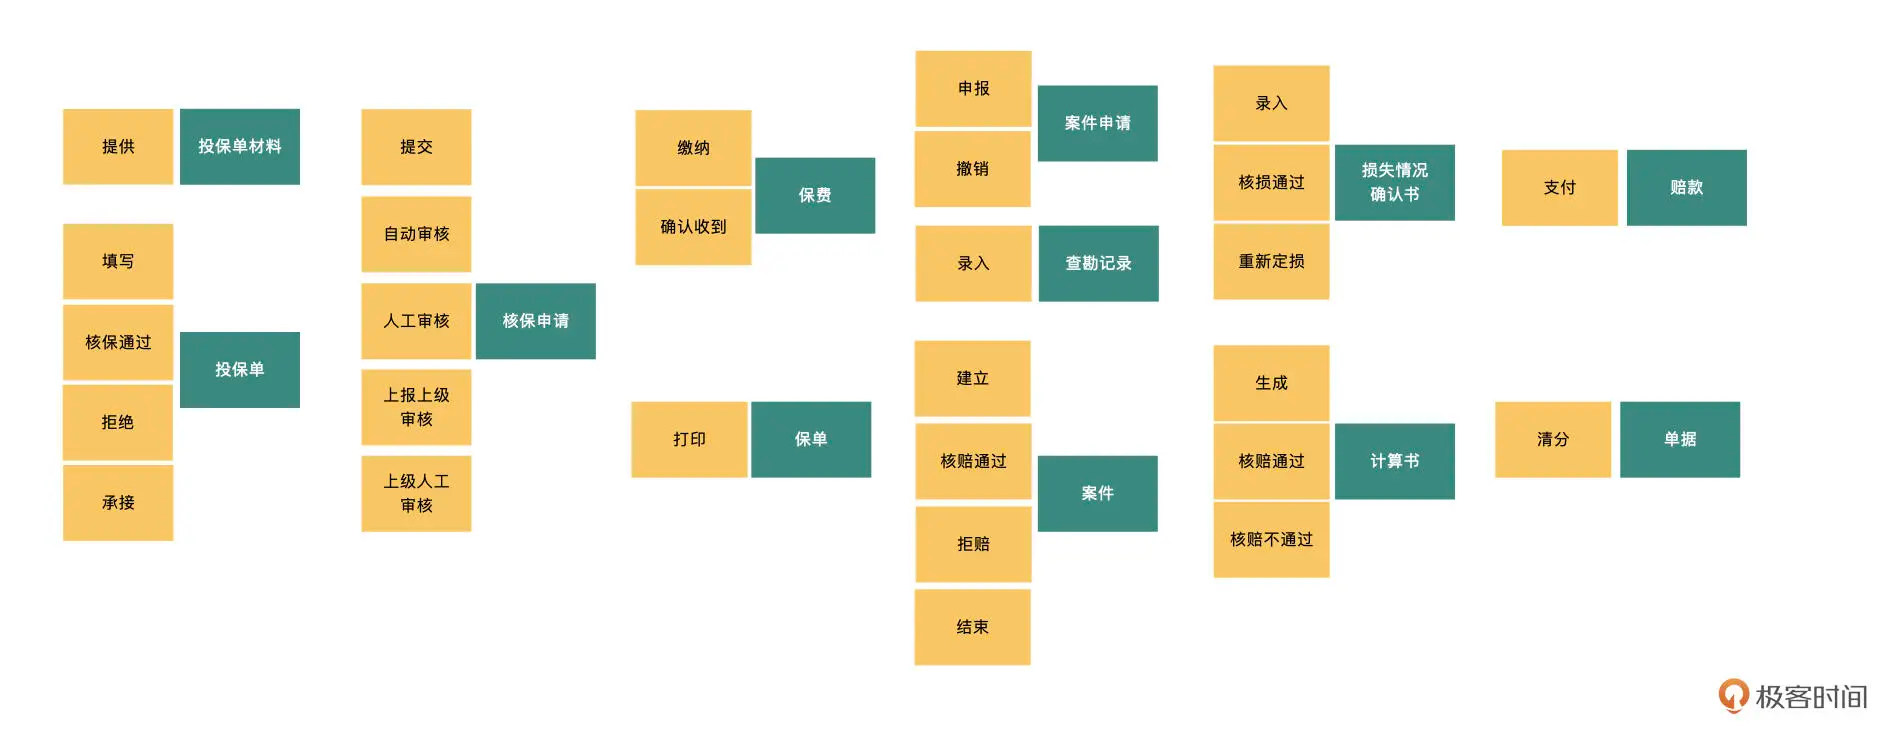 提供
投保单材料
填写
核保通过
拒绝
承接
投保单
提交
自动审核
人工审核
上报上级
审核
上级人工
审核
核保申请
缴纳
确认收到
保费
打印
保单
申报
撤销
案件申请
录入
查勘记录
建立
核赔通过
拒赔
结束
案件
录入
核损通过
重新定损
损失情况
确认书
生成
核赔通过
核赔不通过
计算书
支付
赔款
清分
单据
极客时间